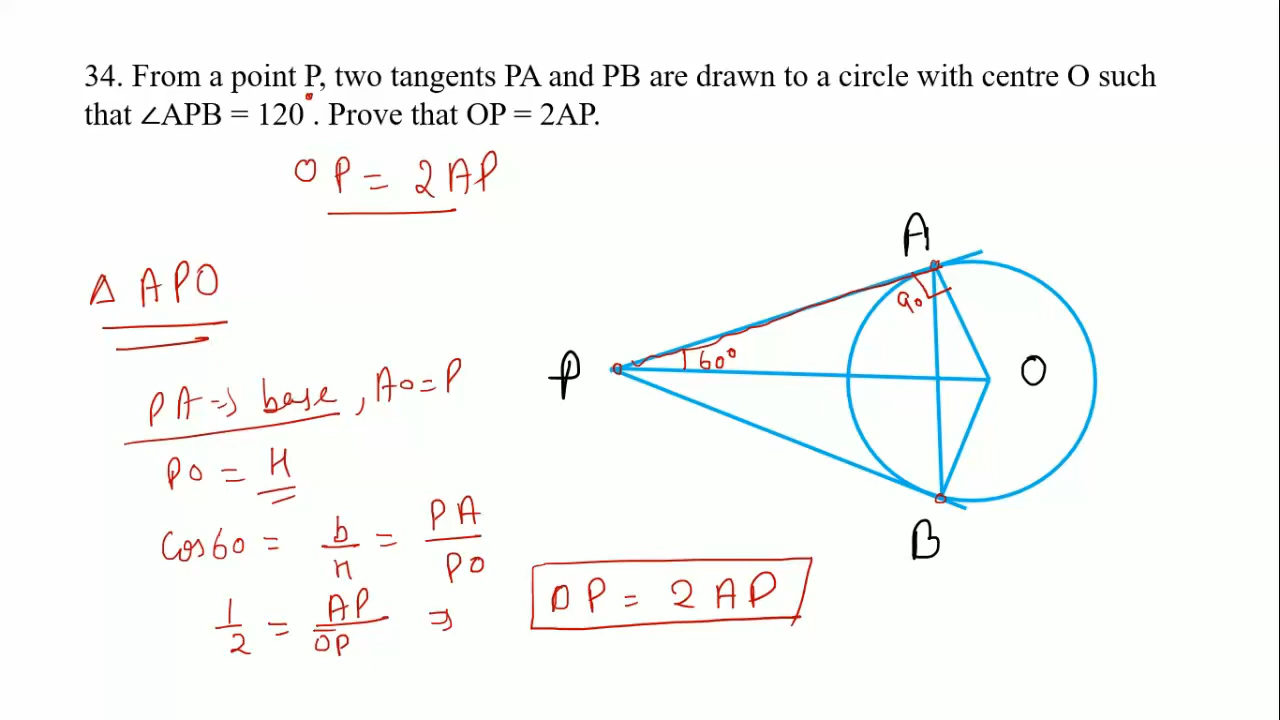 34. From a point P, two tangents PA and PB are drawn to a circle with centre O such
that ∠APB = 120°. Prove that OP = 2AP.
OP = 2AP
Δ APO
PA ⇒ base, AO = P
PO = H
Cos60 = b/H = PA/PO
1/2 = AP/OP ⇒
OP = 2AP
A
90
P
60°
O
B